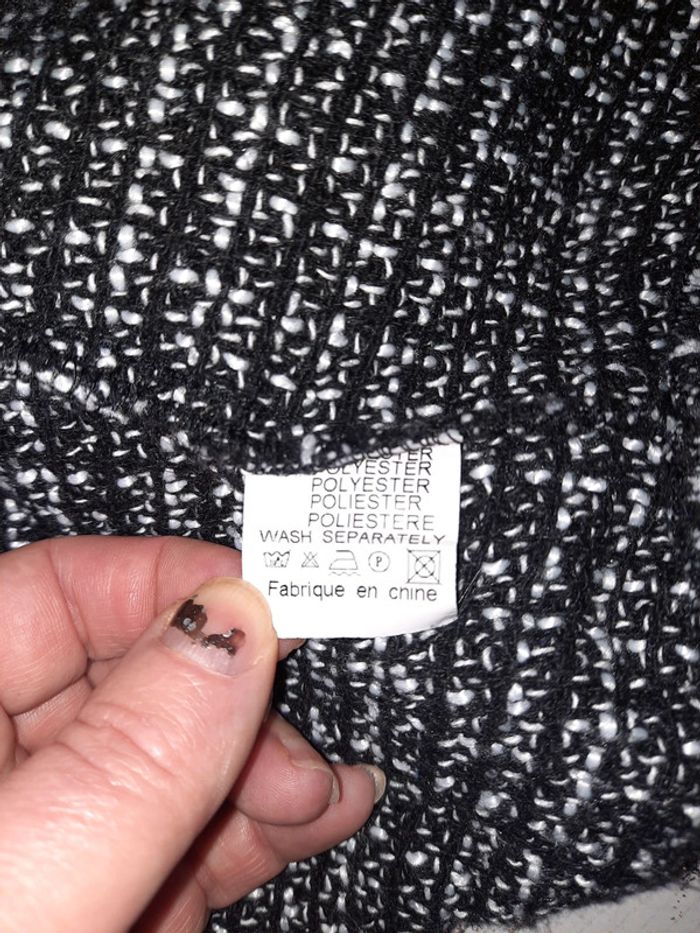 POLYESTER
POLYESTER
POLIESTER
POLIESTERE
WASH SEPARATELY
P
Fabrique en chine